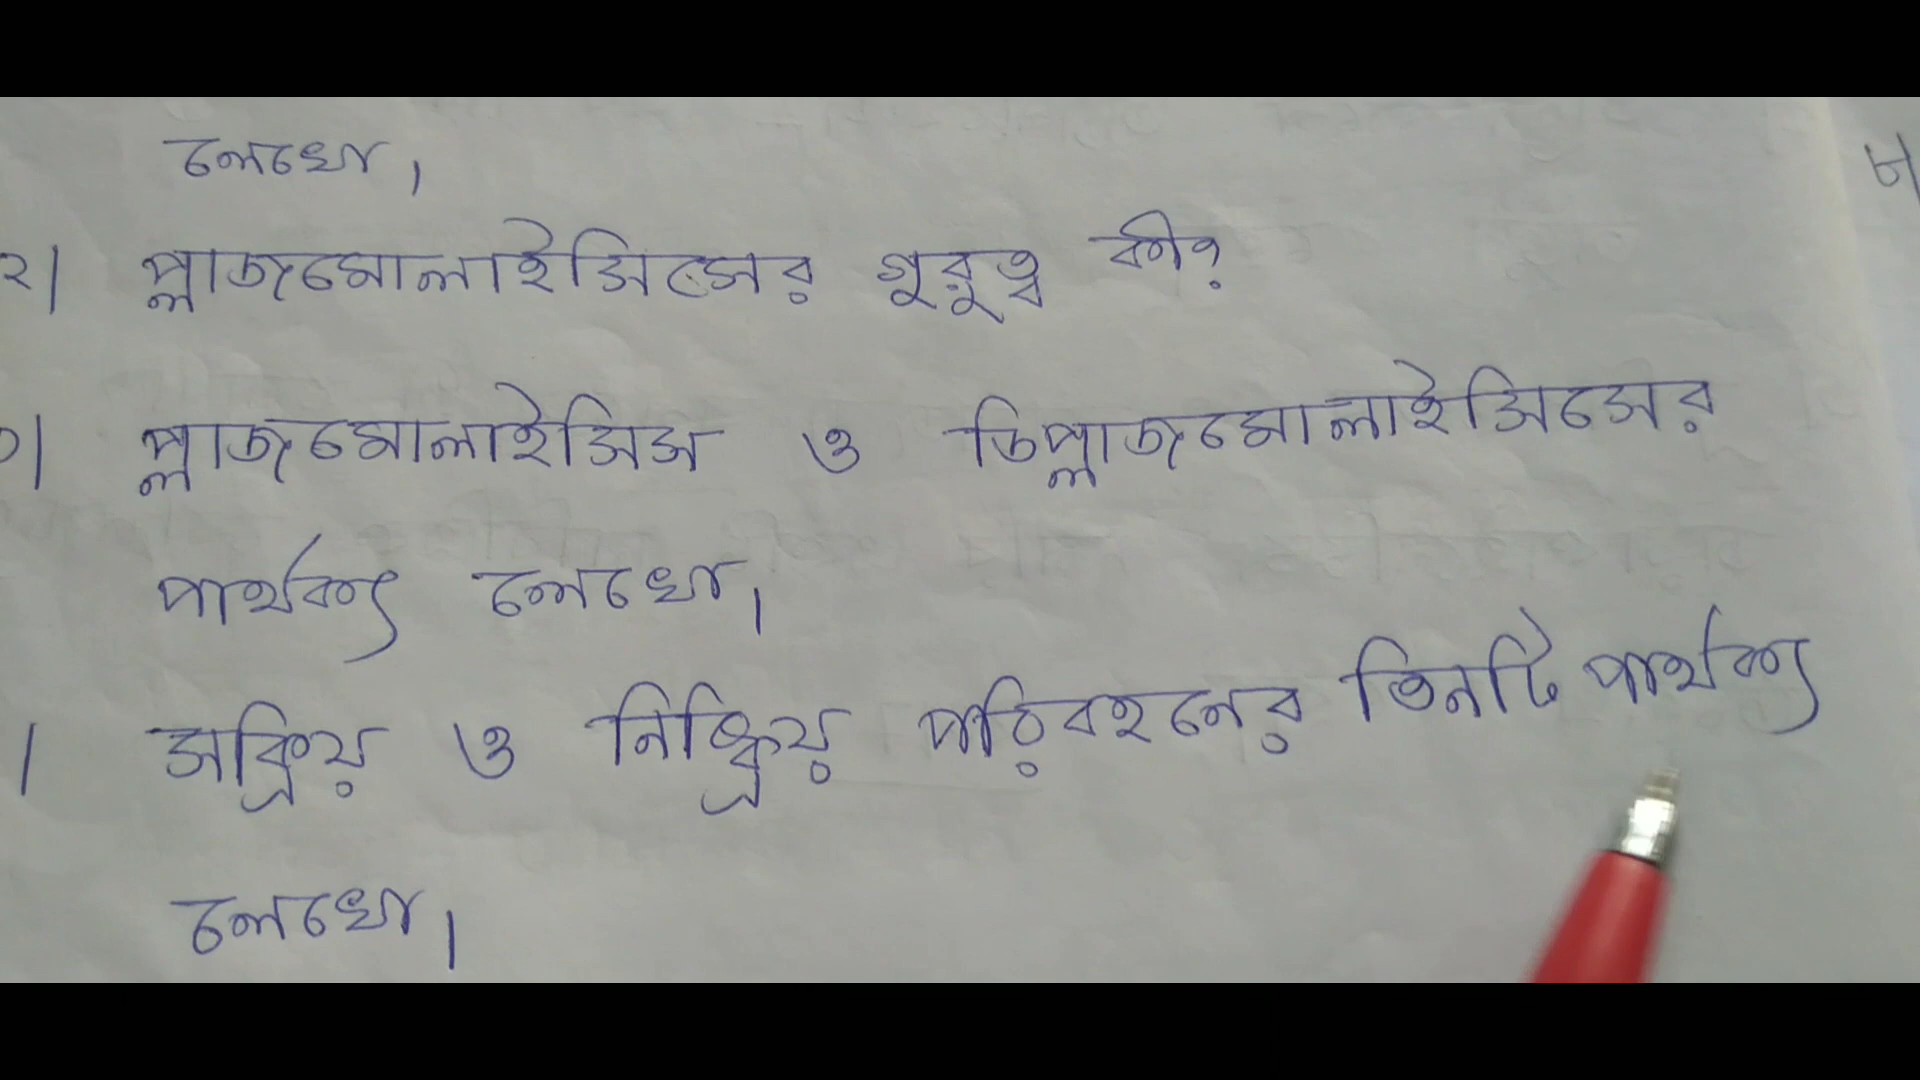 লেখো।
২। প্লাজমোলাইসিসের গুরুত্ব কী?
৩। প্লাজমোলাইসিস ও ডিপ্লাজমোলাইসিসের
পার্থক্য লেখো।
। সক্রিয় ও নিষ্ক্রিয় পরিবহনের তিনটি পার্থক্য
লেখো।